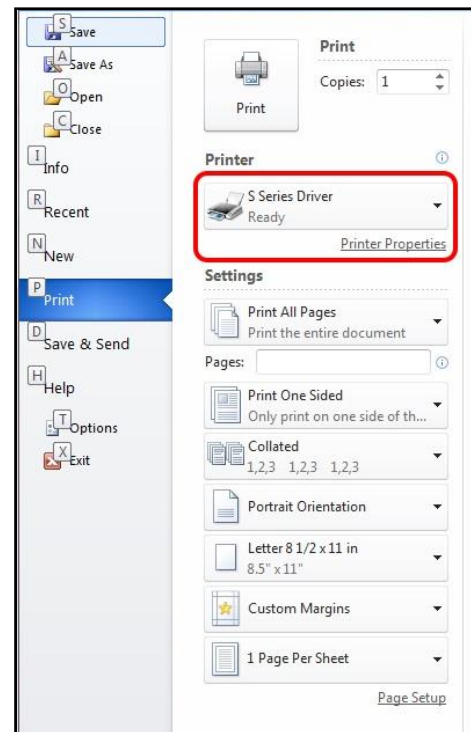 S
Save
A
Save As
O
Open
C
Close
I
Info
R
Recent
N
New
P
Print
D
Save & Send
H
Help
T
Options
X
Exit
Print
Print
Copies: 1
Printer
S Series Driver
Ready
Printer Properties
Settings
Print All Pages
Print the entire document
Pages:
Print One Sided
Only print on one side of th...
Collated
1,2,3 1,2,3 1,2,3
Portrait Orientation
Letter 8 1/2 x 11 in
8.5" x 11"
Custom Margins
1 Page Per Sheet
Page Setup